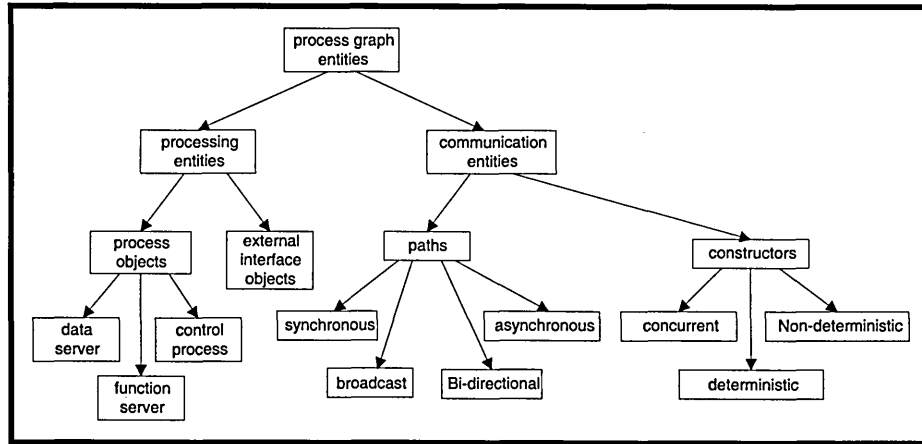 process graph
entities
processing
entities
communication
entities
process
objects
external
interface
objects
paths
constructors
data
server
control
process
function
server
synchronous
asynchronous
broadcast
Bi-directional
concurrent
Non-deterministic
deterministic